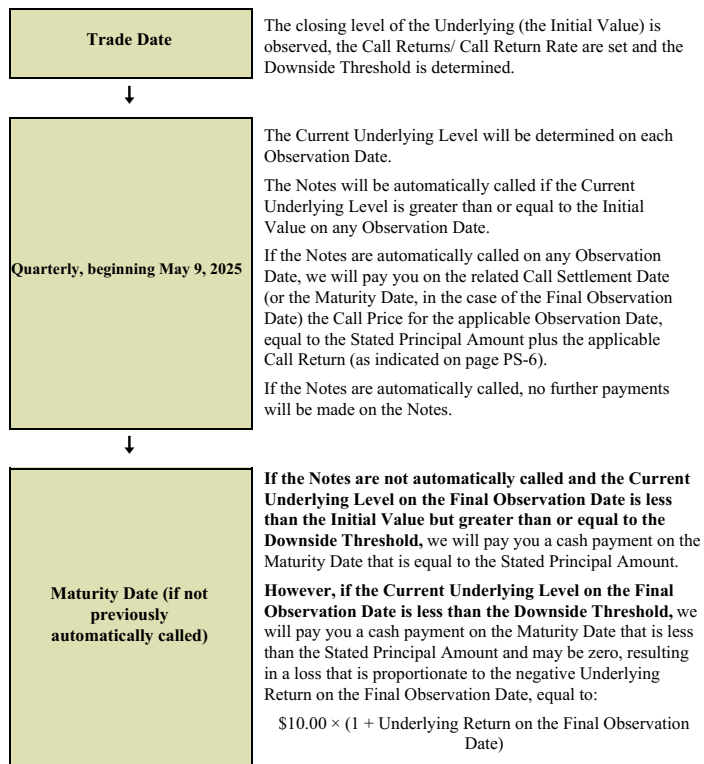 Trade Date
The closing level of the Underlying (the Initial Value) is
observed, the Call Returns/ Call Return Rate are set and the
Downside Threshold is determined.
↓
Quarterly, beginning May 9, 2025
The Current Underlying Level will be determined on each
Observation Date.
The Notes will be automatically called if the Current
Underlying Level is greater than or equal to the Initial
Value on any Observation Date.
If the Notes are automatically called on any Observation
Date, we will pay you on the related Call Settlement Date
(or the Maturity Date, in the case of the Final Observation
Date) the Call Price for the applicable Observation Date,
equal to the Stated Principal Amount plus the applicable
Call Return (as indicated on page PS-6).
If the Notes are automatically called, no further payments
will be made on the Notes.
↓
Maturity Date (if not
previously
automatically called)
If the Notes are not automatically called and the Current
Underlying Level on the Final Observation Date is less
than the Initial Value but greater than or equal to the
Downside Threshold, we will pay you a cash payment on the
Maturity Date that is equal to the Stated Principal Amount.
However, if the Current Underlying Level on the Final
Observation Date is less than the Downside Threshold, we
will pay you a cash payment on the Maturity Date that is less
than the Stated Principal Amount and may be zero, resulting
in a loss that is proportionate to the negative Underlying
Return on the Final Observation Date, equal to:
$10.00 × (1 + Underlying Return on the Final Observation
Date)